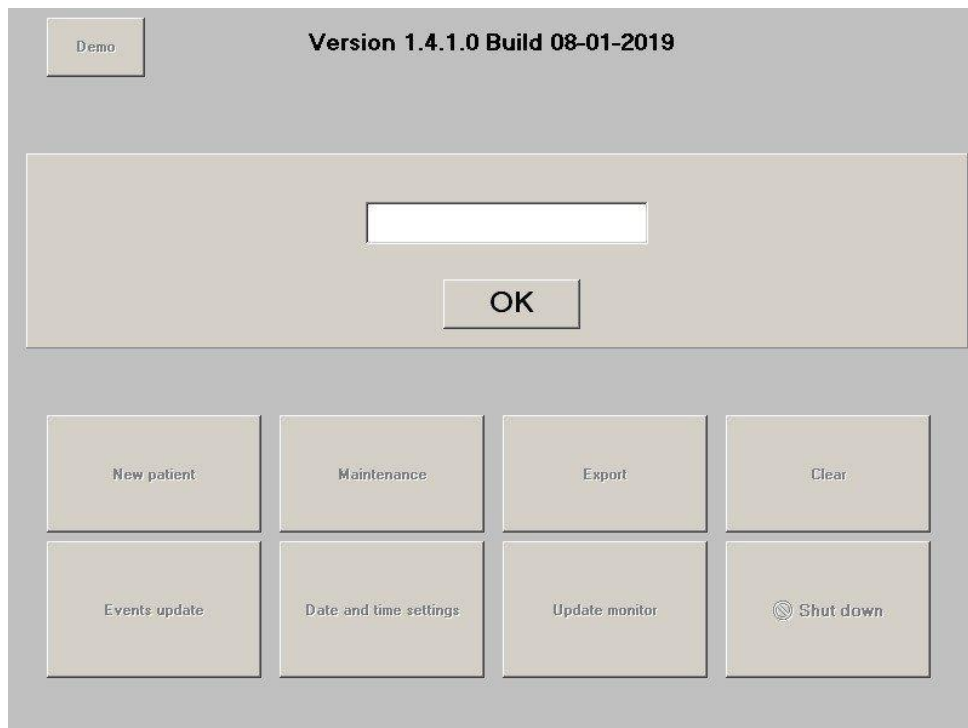 Demo
Version 1.4.1.0 Build 08-01-2019
OK
New patient
Maintenance
Export
Clear
Events update
Date and time settings
Update monitor
Shut down